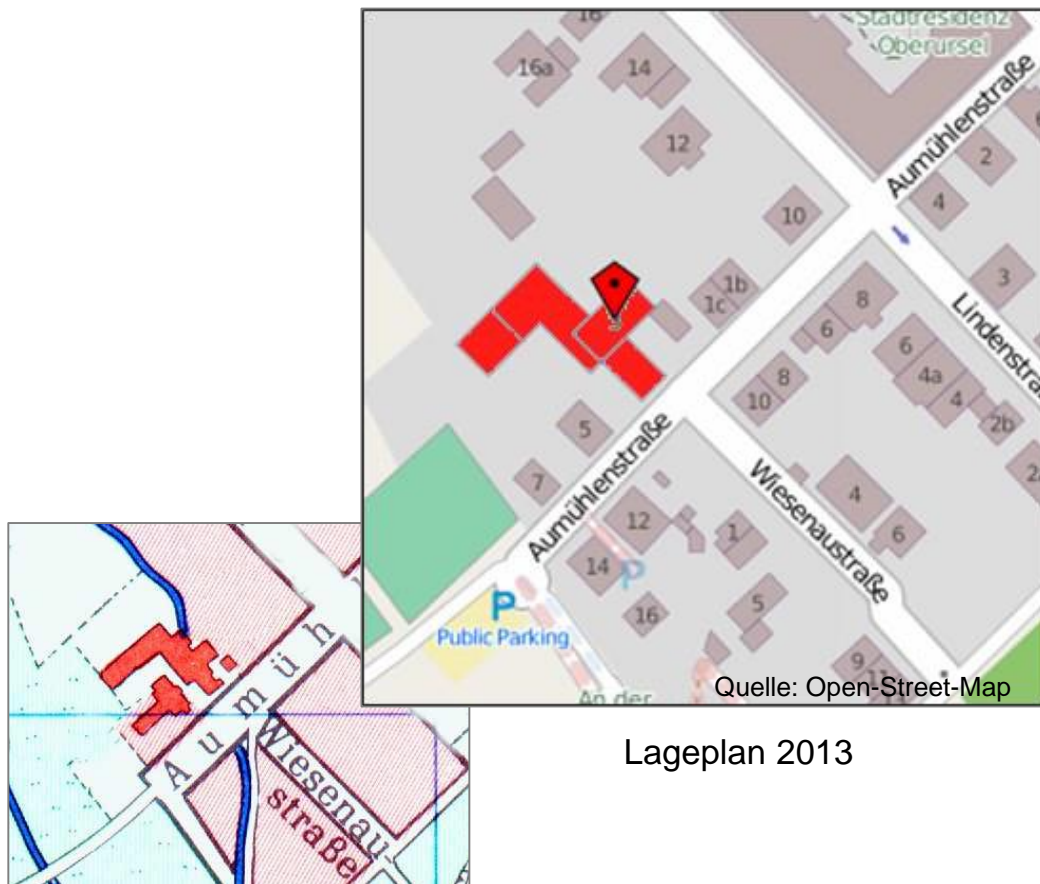 16
Stadtresidenz
Oberursel
16a
14
12
Aumühlenstraße
2
4
10
3
1b
1c
8
6
Lindenstra
6
4a
4
2b
8
10
5
7
Aumühlenstraße
Wiesenaustraße
4
6
12
1
14
P
16
5
P
Public Parking
9
11
An der
Quelle: Open-Street-Map
Lageplan 2013
Aumüh
Wiesenau-
straße